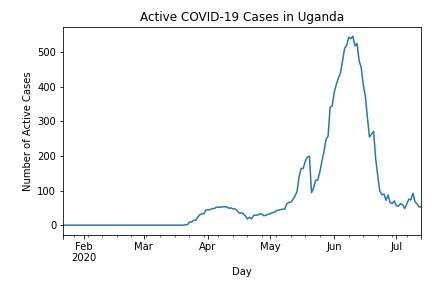 Active COVID-19 Cases in Uganda
Number of Active Cases
500
400
300
200
100
0
Feb
2020
Mar
Apr
May
Jun
Jul
Day